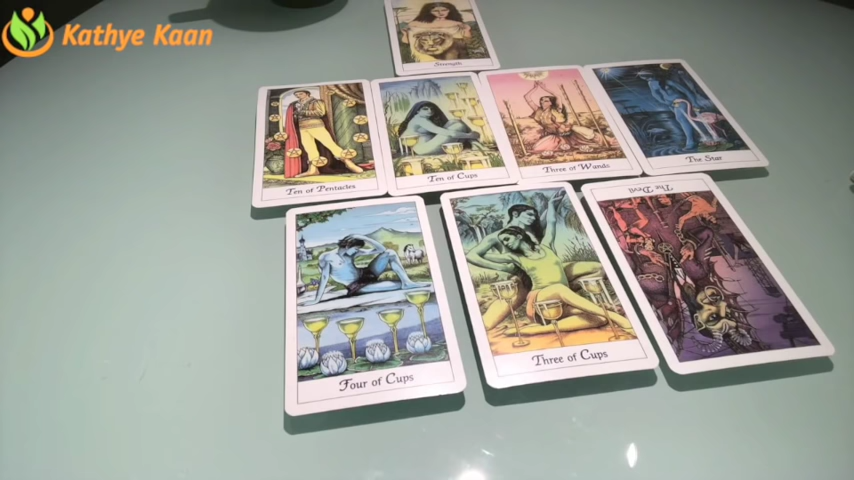 Kathye Kaan
Strength
Ten of Pentacles
Ten of Cups
Three of Wands
The Star
Four of Cups
Three of Cups
The Devil